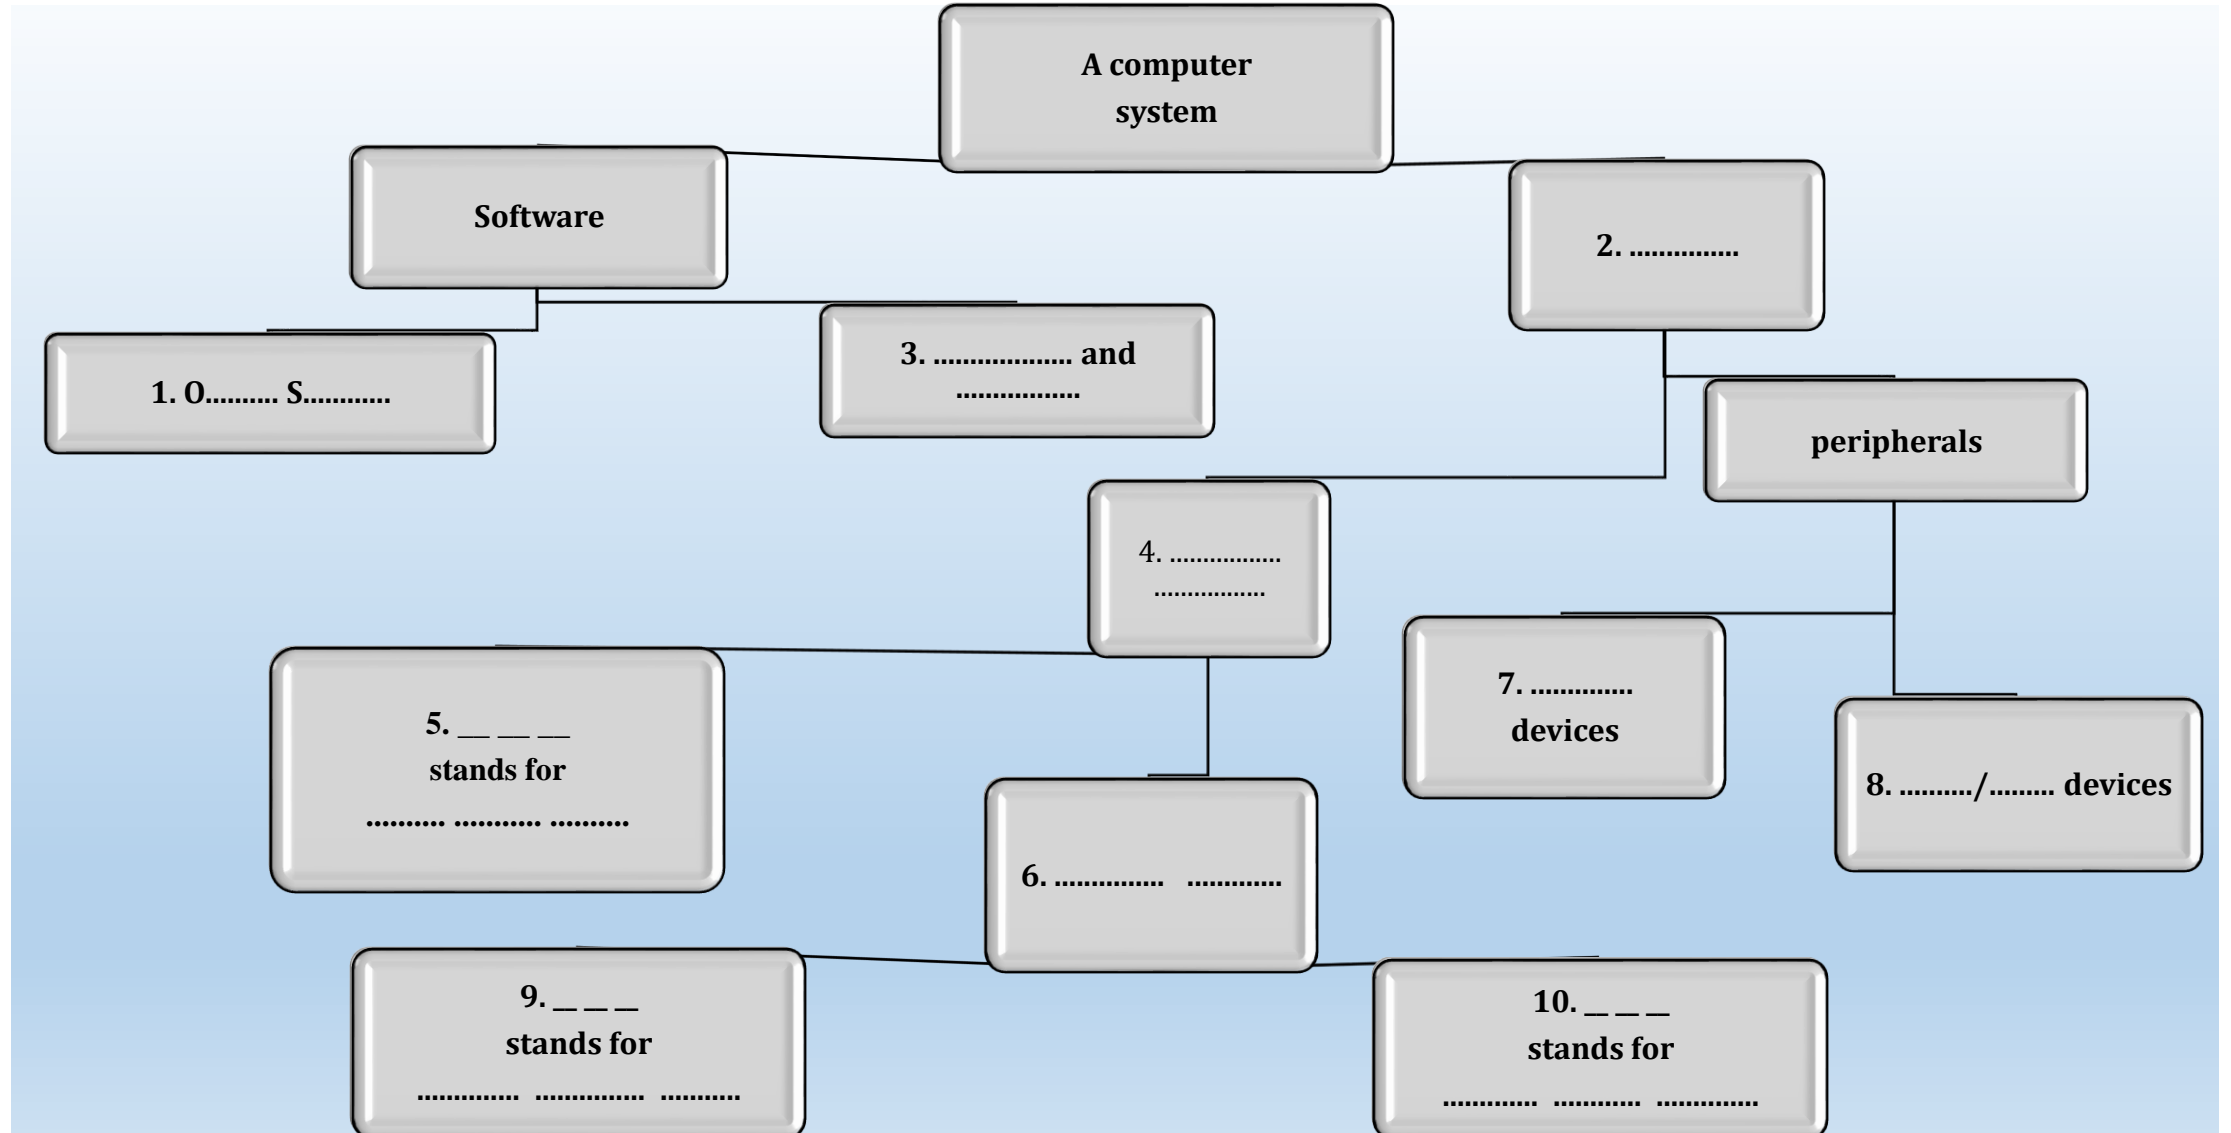 A computer
system
Software
2. ...............
1. O.......... S............
3. ................... and
.................
peripherals
4. .................
.................
5. __ __ __
stands for
........... ............ ...........
7. ..............
devices
8. ........../......... devices
6. ............... .............
9. __ __ __
stands for
.............. ............... ...........
10. __ __ __
stands for
............. ............ ..............